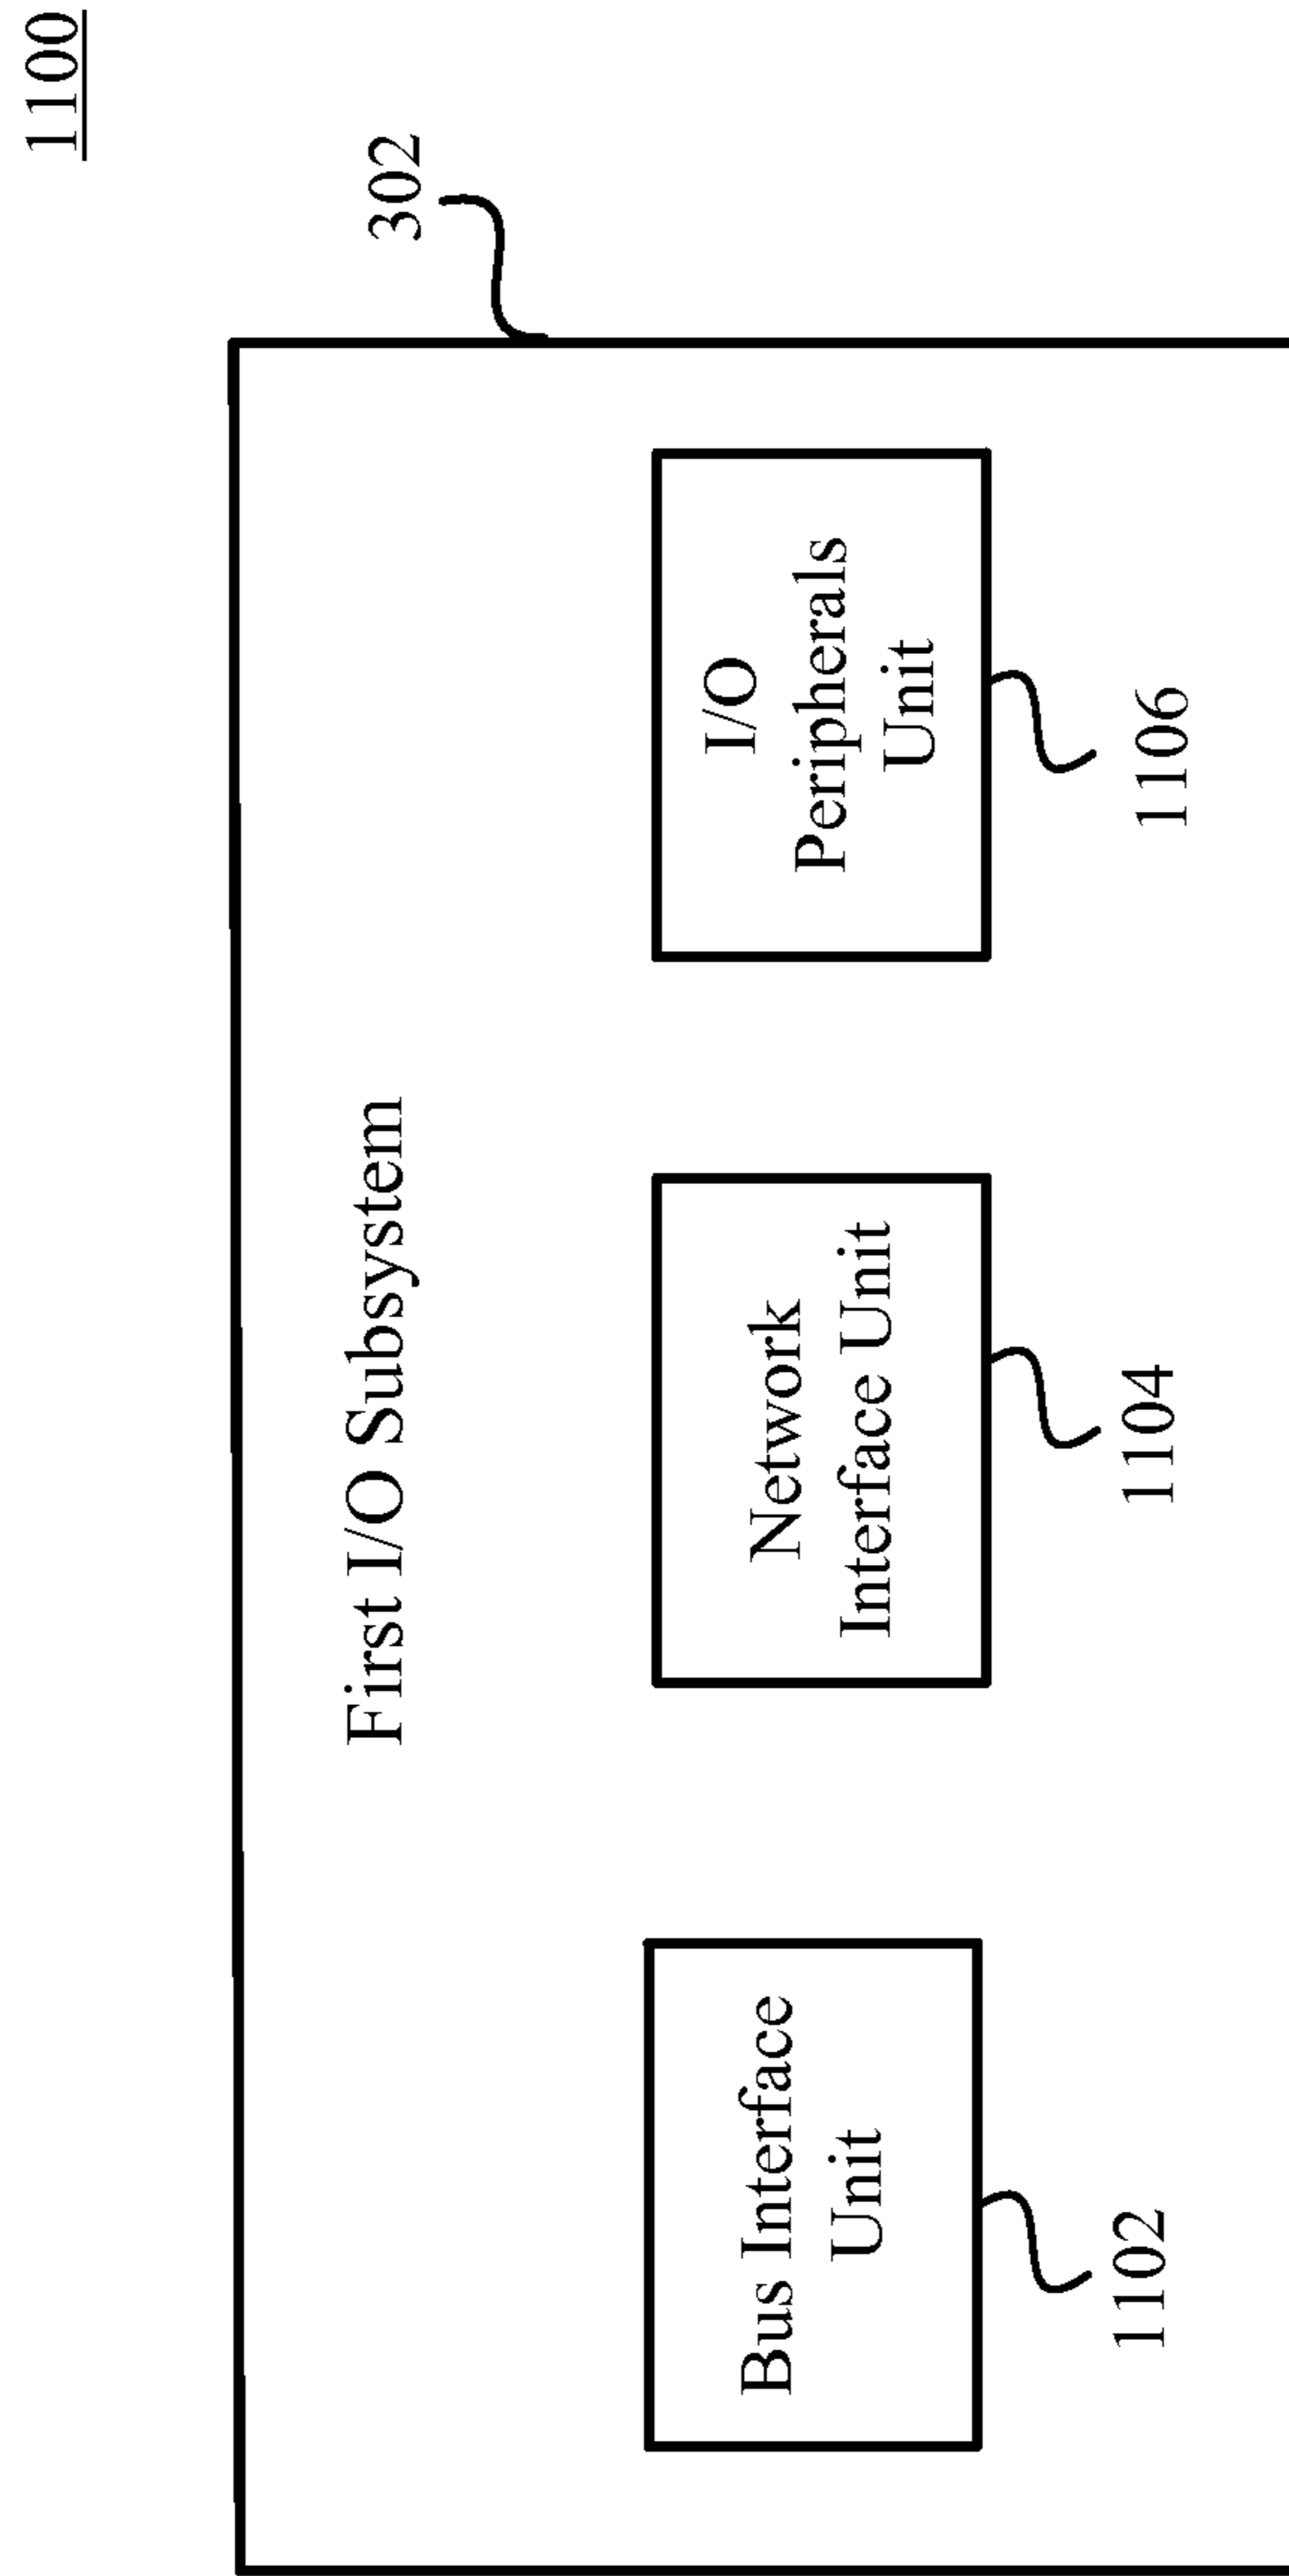 1100
302
First I/O Subsystem
Bus Interface
Unit
Network
Interface Unit
I/O
Peripherals
Unit
1102
1104
1106